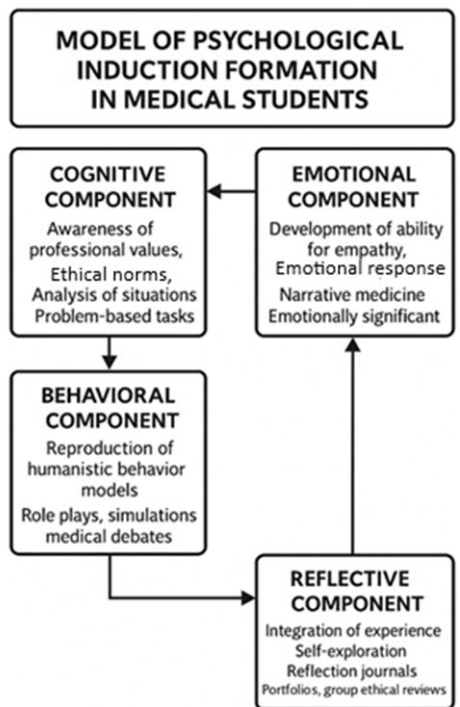 MODEL OF PSYCHOLOGICAL
INDUCTION FORMATION
IN MEDICAL STUDENTS
COGNITIVE
COMPONENT
Awareness of
professional values,
Ethical norms,
Analysis of situations
Problem-based tasks
EMOTIONAL
COMPONENT
Development of ability
for empathy,
Emotional response
Narrative medicine
Emotionally significant
BEHAVIORAL
COMPONENT
Reproduction of
humanistic behavior
models
Role plays, simulations
medical debates
REFLECTIVE
COMPONENT
Integration of experience
Self-exploration
Reflection journals
Portfolios, group ethical reviews